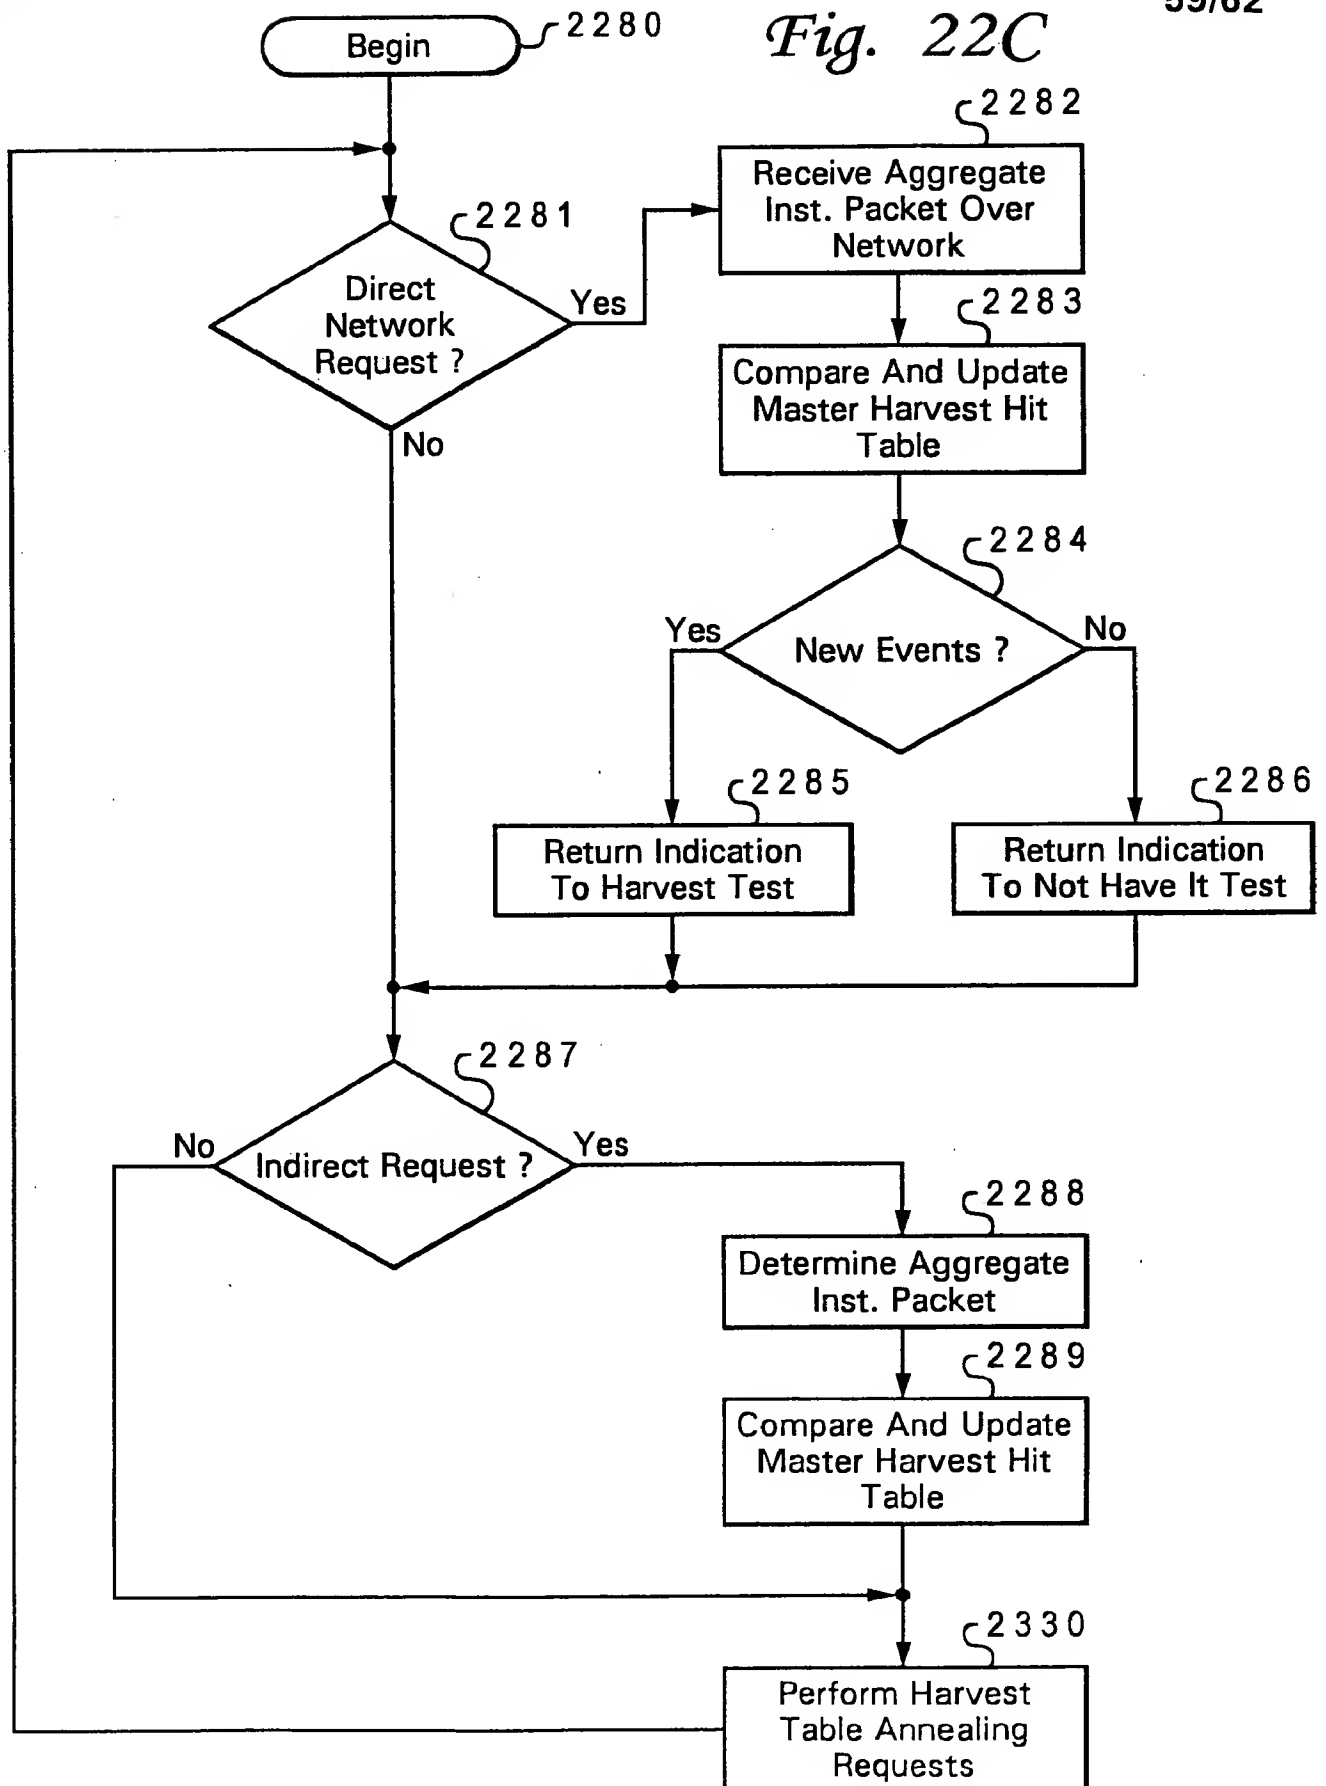 59/62
Fig. 22C
Begin
2280
2282
Receive Aggregate
Inst. Packet Over
Network
2281
Direct
Network
Request ?
Yes
No
2283
Compare And Update
Master Harvest Hit
Table
2284
New Events ?
Yes
No
2285
Return Indication
To Harvest Test
2286
Return Indication
To Not Have It Test
2287
Indirect Request ?
No
Yes
2288
Determine Aggregate
Inst. Packet
2289
Compare And Update
Master Harvest Hit
Table
2330
Perform Harvest
Table Annealing
Requests